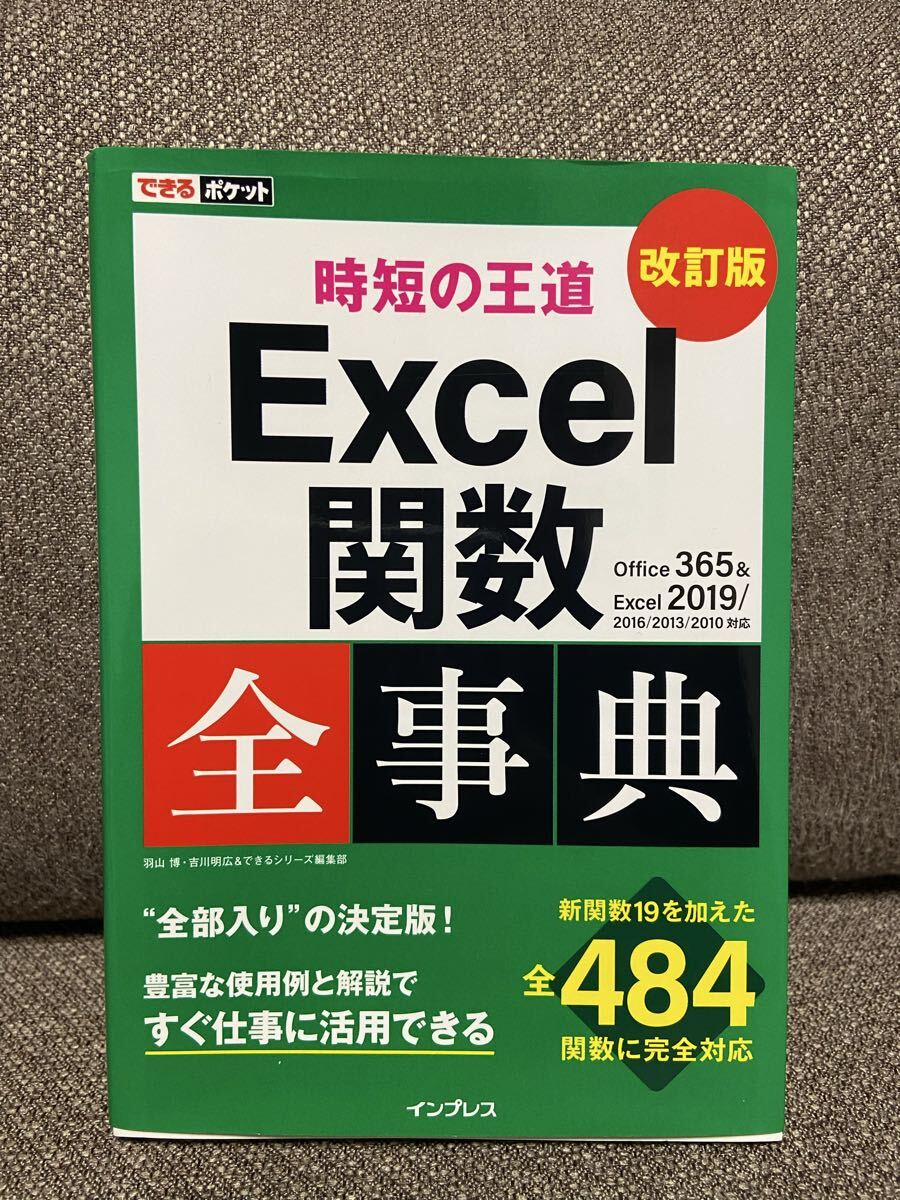 できるポケット
改訂版
時短の王道
Excel
関数
Office 365&
Excel 2019/
2016/2013/2010 対応
全事典
羽山 博・吉川明広&できるシリーズ編集部
“全部入り”の決定版!
豊富な使用例と解説で
すぐ仕事に活用できる
新関数19を加えた
全484
関数に完全対応
インプレス